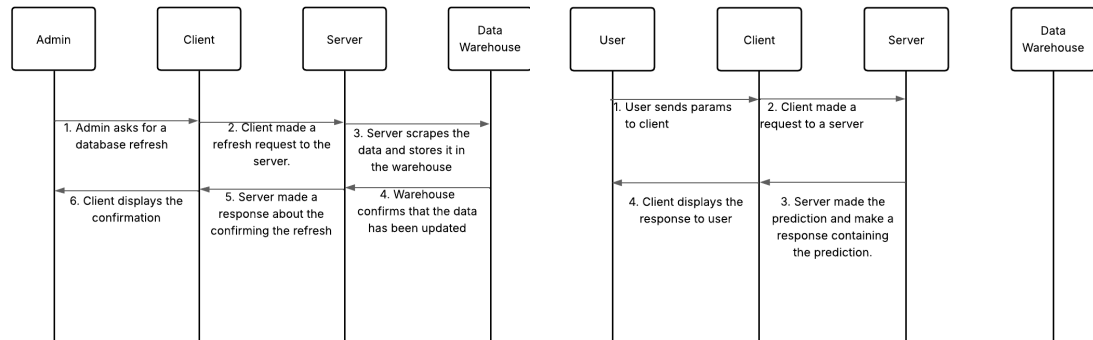 Admin
Client
Server
Data
Warehouse
User
Client
Server
Data
Warehouse
1. Admin asks for a
database refresh
2. Client made a
refresh request to the
server.
3. Server scrapes the
data and stores it in
the warehouse
6. Client displays the
confirmation
5. Server made a
response about the
confirming the refresh
4. Warehouse
confirms that the data
has been updated
1. User sends params
to client
2. Client made a
request to a server
4. Client displays the
response to user
3. Server made the
prediction and make a
response containing
the prediction.